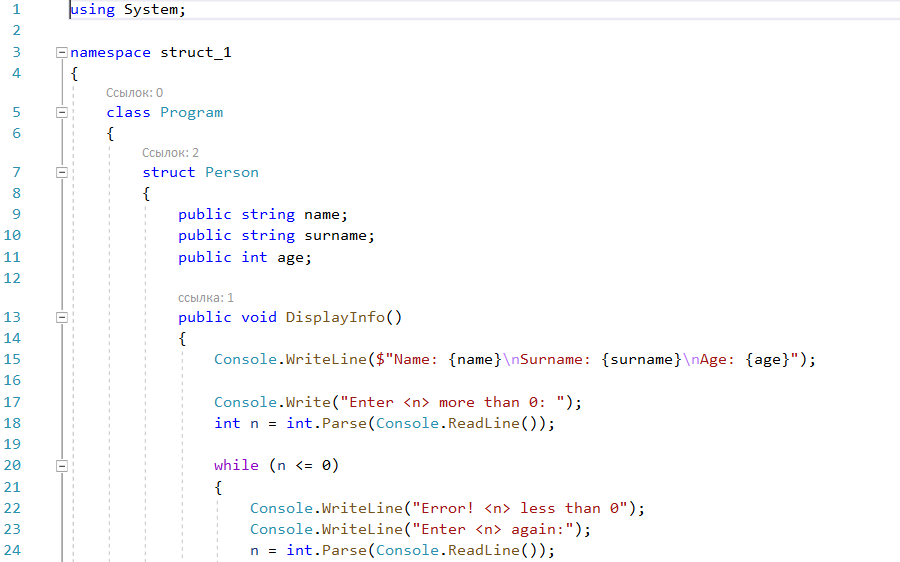 1 using System;
2
3 namespace struct_1
4 {
Ссылок: 0
5 class Program
6 {
Ссылок: 2
7 struct Person
8 {
9 public string name;
10 public string surname;
11 public int age;
12
ссылка: 1
13 public void DisplayInfo()
14 {
15 Console.WriteLine($"Name: {name}\nSurname: {surname}\nAge: {age}");
16
17 Console.Write("Enter <n> more than 0: ");
18 int n = int.Parse(Console.ReadLine());
19
20 while (n <= 0)
21 {
22 Console.WriteLine("Error! <n> less than 0");
23 Console.WriteLine("Enter <n> again:");
24 n = int.Parse(Console.ReadLine());